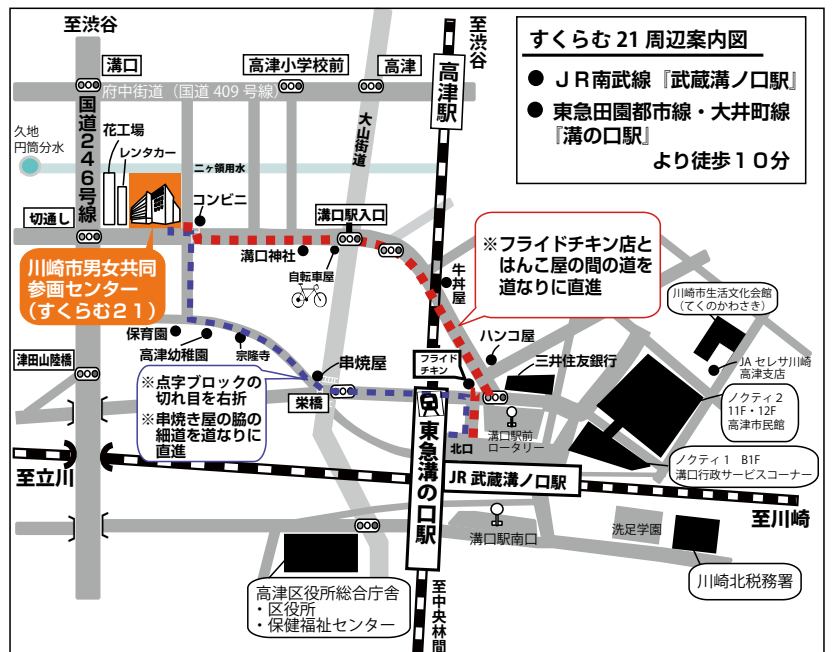 至渋谷
至渋谷
すくらむ21周辺案内図
● ＪＲ南武線『武蔵溝ノ口駅』
● 東急田園都市線・大井町線
『溝の口駅』
より徒歩１０分
溝口
高津小学校前
高津
府中街道（国道409号線）
高津駅
国道２４６号線
大山街道
久地
円筒分水
花工場
レンタカー
二ヶ領用水
コンビニ
切通し
溝口駅入口
溝口神社
自転車屋
川崎市男女共同
参画センター
（すくらむ２１）
※フライドチキン店と
はんこ屋の間の道を
道なりに直進
牛丼屋
川崎市生活文化会館
（てくのかわさき）
保育園
高津幼稚園
宗隆寺
串焼屋
ハンコ屋
フライド
チキン
三井住友銀行
JAセレサ川崎
高津支店
津田山陸橋
※点字ブロックの
切れ目を右折
※串焼き屋の脇の
細道を道なりに
直進
栄橋
ノクティ２
11F・12F
高津市民館
溝口駅前
ロータリー
北口
ノクティ１　B1F
溝口行政サービスコーナー
東急溝の口駅
JR 武蔵溝ノ口駅
至立川
至川崎
溝口駅南口
洗足学園
川崎北税務署
高津区役所総合庁舎
・区役所
・保健福祉センター
至中央林間